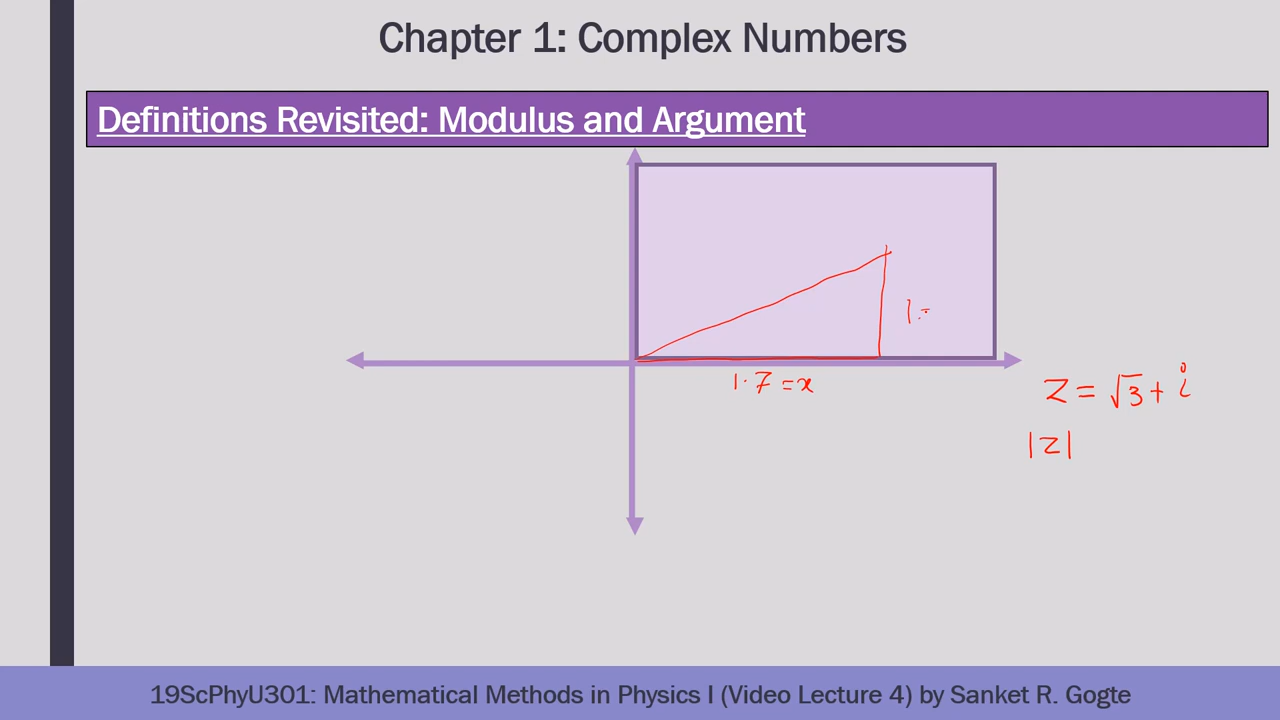 Chapter 1: Complex Numbers
Definitions Revisited: Modulus and Argument
1.7 = x
Z = √3 + i
|Z|
19ScPhyU301: Mathematical Methods in Physics I (Video Lecture 4) by Sanket R. Gogte